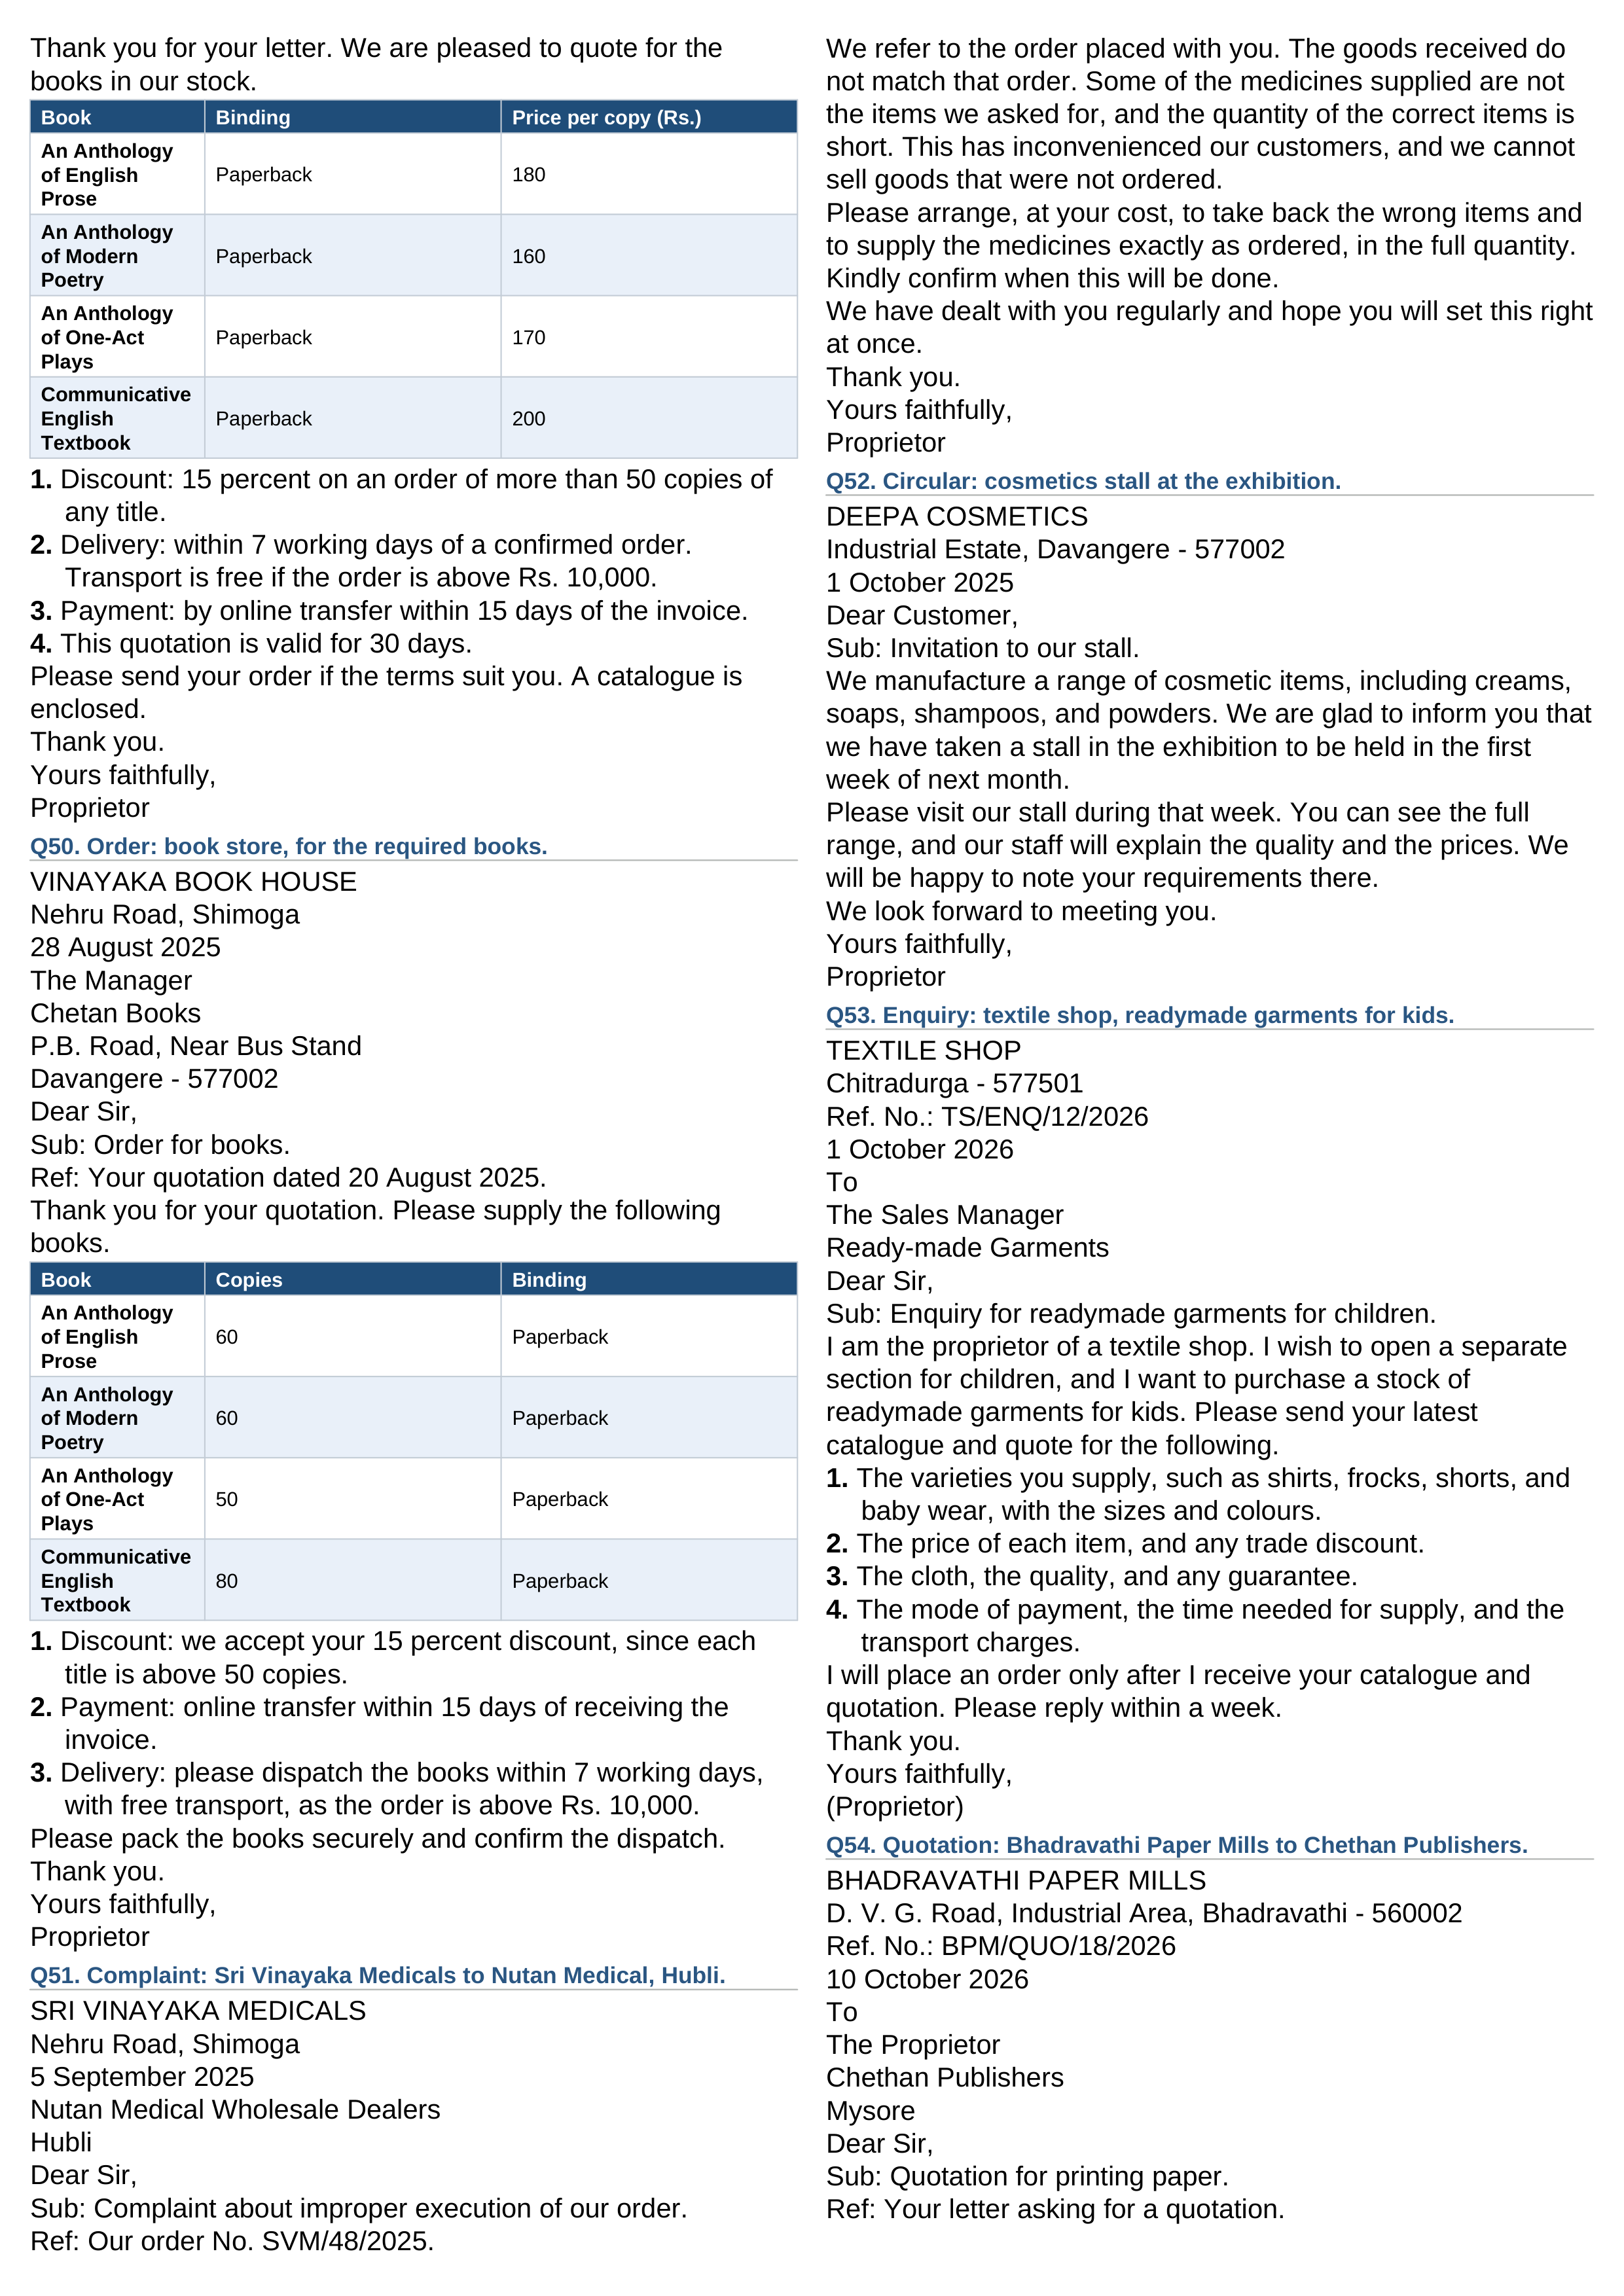 Thank you for your letter. We are pleased to quote for the
books in our stock.
Book Binding Price per copy (Rs.)
An Anthology
of English
Prose
Paperback 180
An Anthology
of Modern
Poetry
Paperback 160
An Anthology
of One-Act
Plays
Paperback 170
Communicative
English
Textbook
Paperback 200
1. Discount: 15 percent on an order of more than 50 copies of
any title.
2. Delivery: within 7 working days of a confirmed order.
Transport is free if the order is above Rs. 10,000.
3. Payment: by online transfer within 15 days of the invoice.
4. This quotation is valid for 30 days.
Please send your order if the terms suit you. A catalogue is
enclosed.
Thank you.
Yours faithfully,
Proprietor
Q50. Order: book store, for the required books.
VINAYAKA BOOK HOUSE
Nehru Road, Shimoga
28 August 2025
The Manager
Chetan Books
P.B. Road, Near Bus Stand
Davangere - 577002
Dear Sir,
Sub: Order for books.
Ref: Your quotation dated 20 August 2025.
Thank you for your quotation. Please supply the following
books.
Book Copies Binding
An Anthology
of English
Prose
60 Paperback
An Anthology
of Modern
Poetry
60 Paperback
An Anthology
of One-Act
Plays
50 Paperback
Communicative
English
Textbook
80 Paperback
1. Discount: we accept your 15 percent discount, since each
title is above 50 copies.
2. Payment: online transfer within 15 days of receiving the
invoice.
3. Delivery: please dispatch the books within 7 working days,
with free transport, as the order is above Rs. 10,000.
Please pack the books securely and confirm the dispatch.
Thank you.
Yours faithfully,
Proprietor
Q51. Complaint: Sri Vinayaka Medicals to Nutan Medical, Hubli.
SRI VINAYAKA MEDICALS
Nehru Road, Shimoga
5 September 2025
Nutan Medical Wholesale Dealers
Hubli
Dear Sir,
Sub: Complaint about improper execution of our order.
Ref: Our order No. SVM/48/2025.
We refer to the order placed with you. The goods received do
not match that order. Some of the medicines supplied are not
the items we asked for, and the quantity of the correct items is
short. This has inconvenienced our customers, and we cannot
sell goods that were not ordered.
Please arrange, at your cost, to take back the wrong items and
to supply the medicines exactly as ordered, in the full quantity.
Kindly confirm when this will be done.
We have dealt with you regularly and hope you will set this right
at once.
Thank you.
Yours faithfully,
Proprietor
Q52. Circular: cosmetics stall at the exhibition.
DEEPA COSMETICS
Industrial Estate, Davangere - 577002
1 October 2025
Dear Customer,
Sub: Invitation to our stall.
We manufacture a range of cosmetic items, including creams,
soaps, shampoos, and powders. We are glad to inform you that
we have taken a stall in the exhibition to be held in the first
week of next month.
Please visit our stall during that week. You can see the full
range, and our staff will explain the quality and the prices. We
will be happy to note your requirements there.
We look forward to meeting you.
Yours faithfully,
Proprietor
Q53. Enquiry: textile shop, readymade garments for kids.
TEXTILE SHOP
Chitradurga - 577501
Ref. No.: TS/ENQ/12/2026
1 October 2026
To
The Sales Manager
Ready-made Garments
Dear Sir,
Sub: Enquiry for readymade garments for children.
I am the proprietor of a textile shop. I wish to open a separate
section for children, and I want to purchase a stock of
readymade garments for kids. Please send your latest
catalogue and quote for the following.
1. The varieties you supply, such as shirts, frocks, shorts, and
baby wear, with the sizes and colours.
2. The price of each item, and any trade discount.
3. The cloth, the quality, and any guarantee.
4. The mode of payment, the time needed for supply, and the
transport charges.
I will place an order only after I receive your catalogue and
quotation. Please reply within a week.
Thank you.
Yours faithfully,
(Proprietor)
Q54. Quotation: Bhadravathi Paper Mills to Chethan Publishers.
BHADRAVATHI PAPER MILLS
D. V. G. Road, Industrial Area, Bhadravathi - 560002
Ref. No.: BPM/QUO/18/2026
10 October 2026
To
The Proprietor
Chethan Publishers
Mysore
Dear Sir,
Sub: Quotation for printing paper.
Ref: Your letter asking for a quotation.